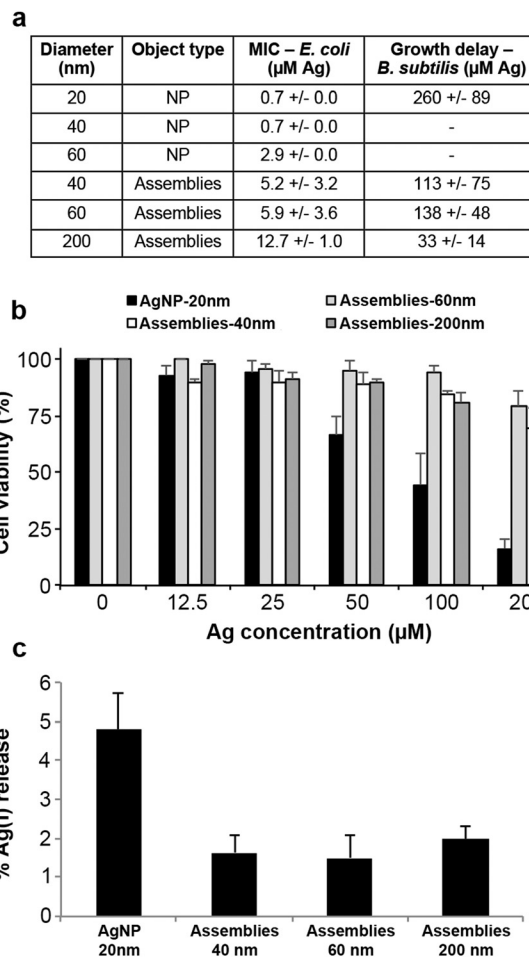 a
Diameter (nm) Object type MIC – E. coli (µM Ag) Growth delay – B. subtilis (µM Ag)
20 NP 0.7 +/- 0.0 260 +/- 89
40 NP 0.7 +/- 0.0 -
60 NP 2.9 +/- 0.0 -
40 Assemblies 5.2 +/- 3.2 113 +/- 75
60 Assemblies 5.9 +/- 3.6 138 +/- 48
200 Assemblies 12.7 +/- 1.0 33 +/- 14
b
AgNP-20nm Assemblies-60nm
Assemblies-40nm Assemblies-200nm
Cell viability (%)
100
75
50
25
0
0 12.5 25 50 100
Ag concentration (µM)
c
% Ag(I) release
6
5
4
3
2
1
0
AgNP Assemblies Assemblies Assemblies
20nm 40 nm 60 nm 200 nm